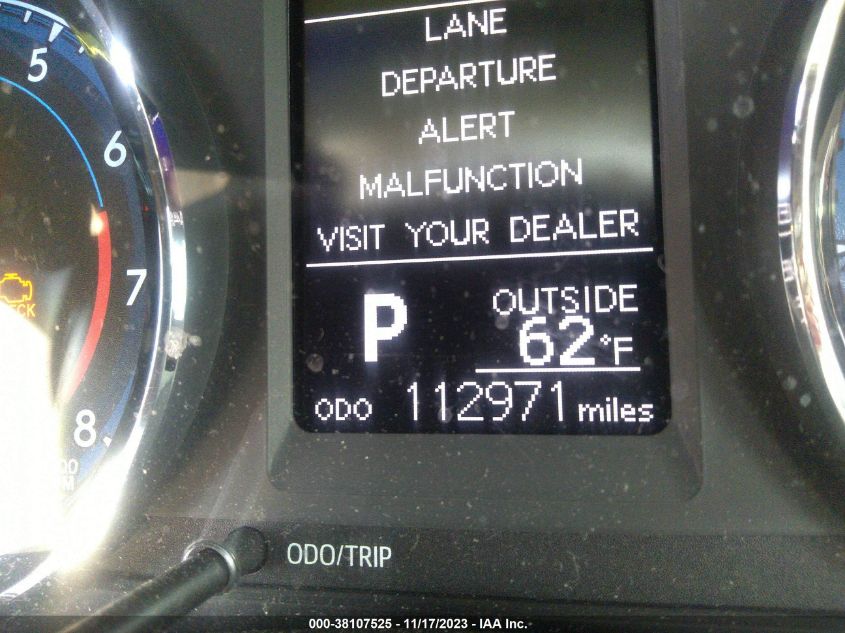 LANE
DEPARTURE
ALERT
MALFUNCTION
VISIT YOUR DEALER
P
OUTSIDE
62°F
ODO 112971 miles
5
6
7
8
ODO/TRIP
000-38107525 - 11/17/2023 - IAA Inc.